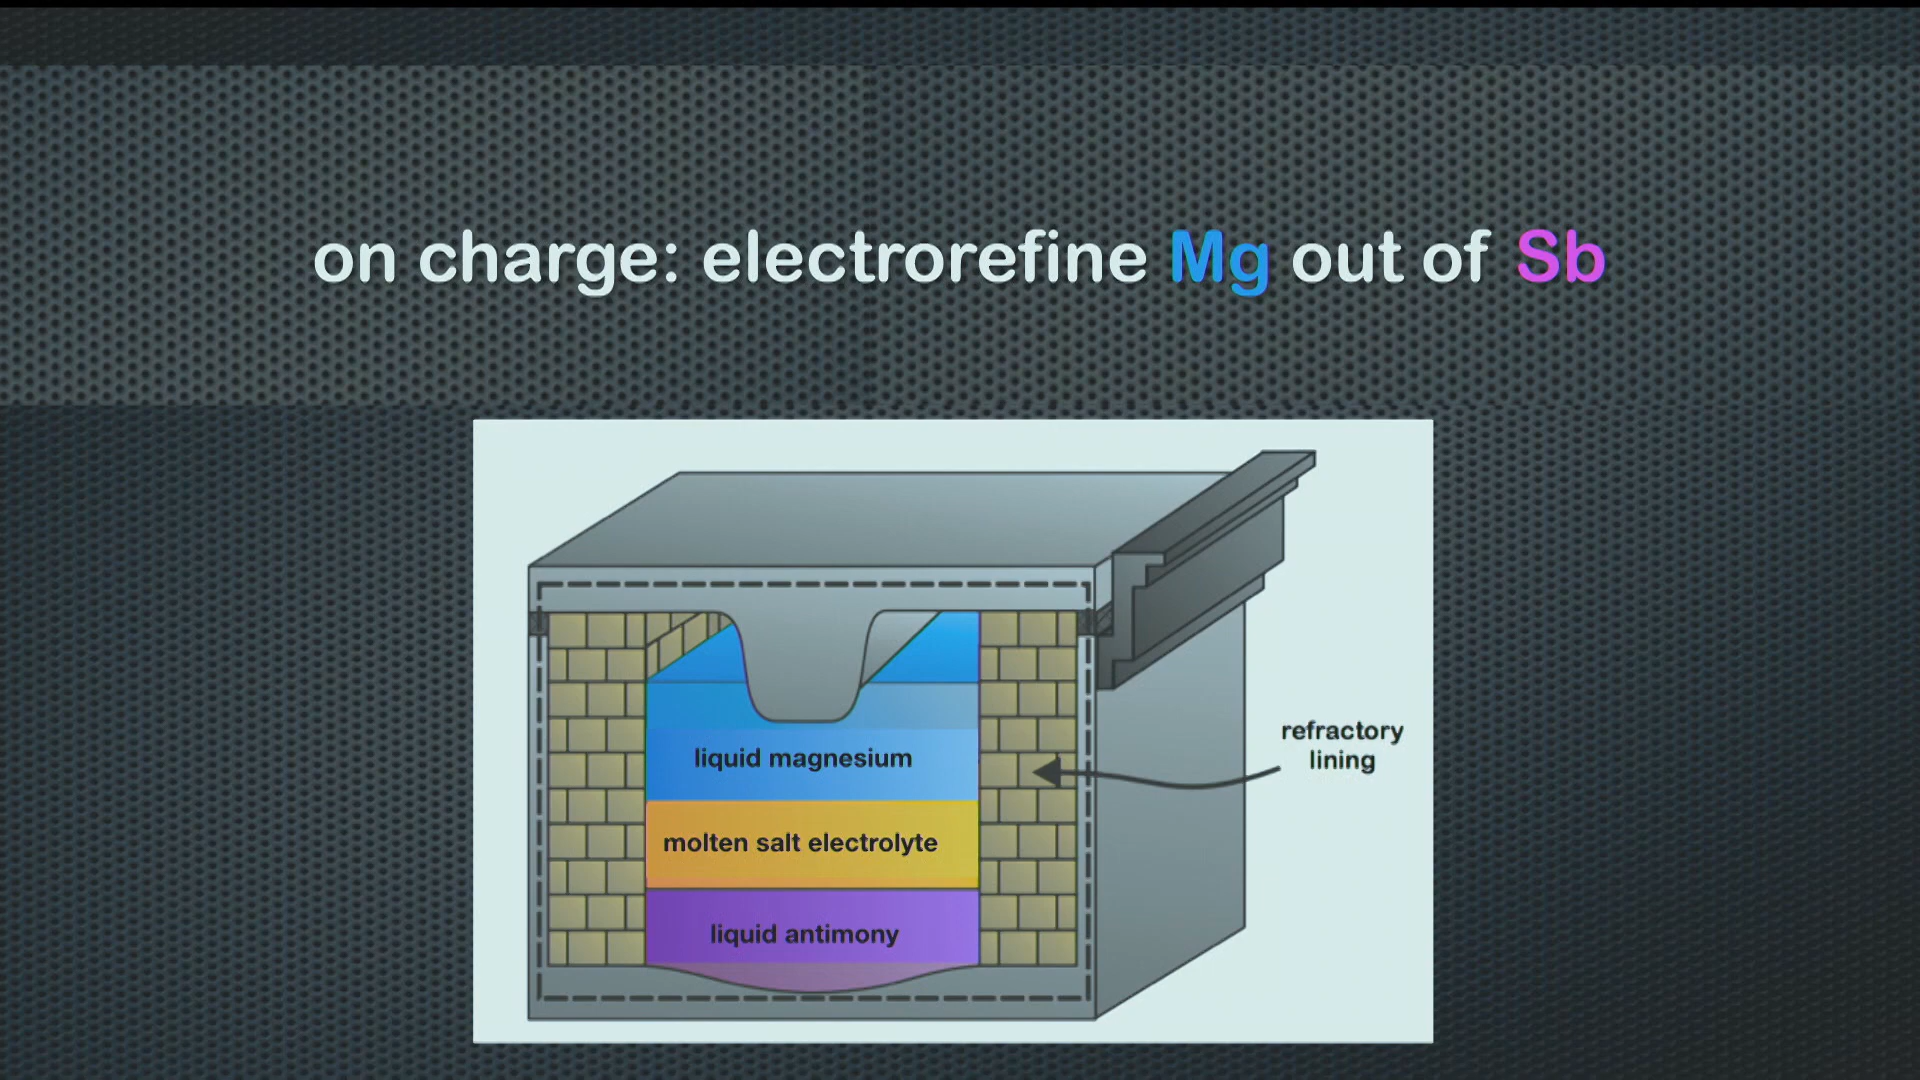 on charge: electrorefine Mg out of Sb
refractory
lining
liquid magnesium
molten salt electrolyte
liquid antimony